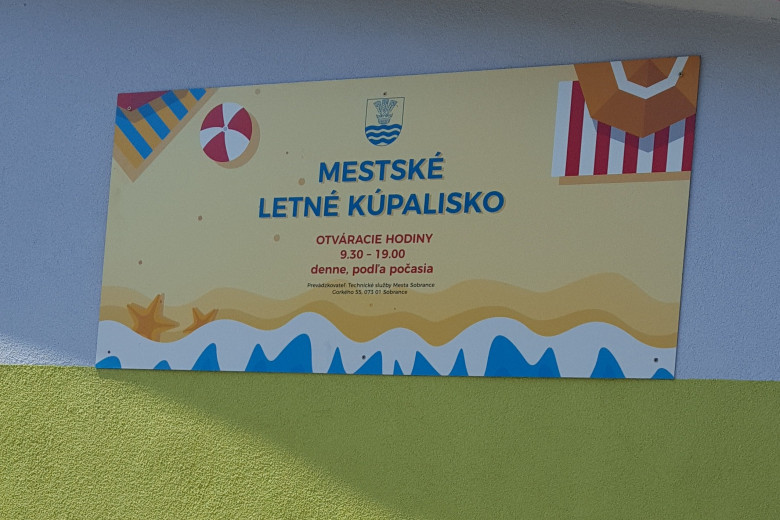 MESTSKÉ
LETNÉ KÚPALISKO
OTVÁRACIE HODINY
9.30 - 19.00
denne, podľa počasia
Prevádzkovateľ: Technické služby Mesta Sobrance
Gorkého 55, 073 01 Sobrance